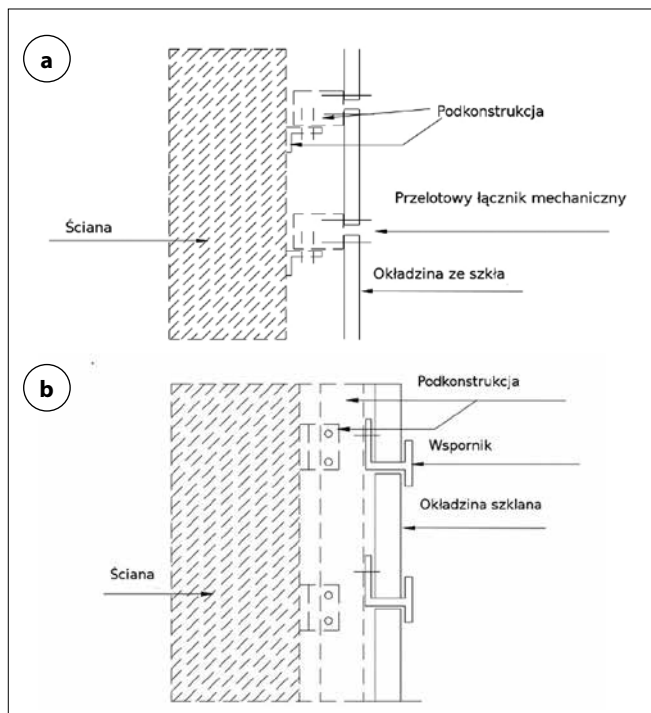 a
Podkonstrukcja
Przelotowy łącznik mechaniczny
Ściana
Okładzina ze szkła
b
Podkonstrukcja
Wspornik
Okładzina szklana
Ściana